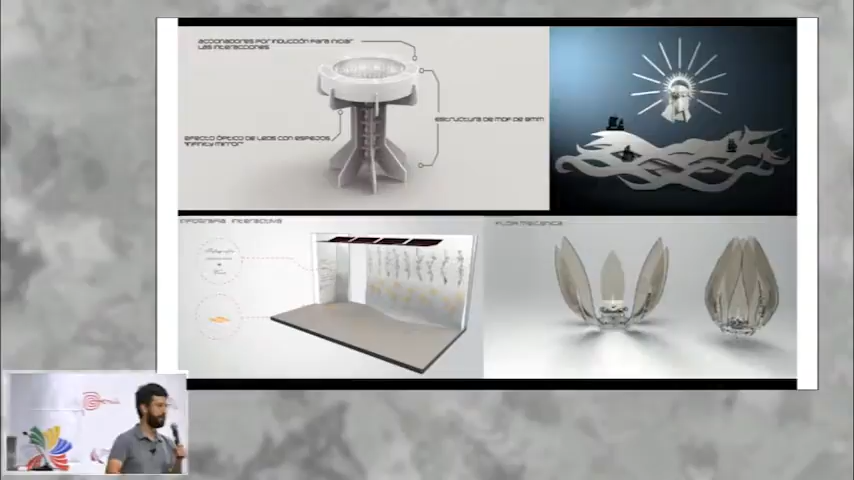 accionadores por inducción para iniciar
las interacciones
estructura de mdf de 9mm
efecto óptico de leds con espejos
"infinity mirror"
infografía interactiva
flor mecánica